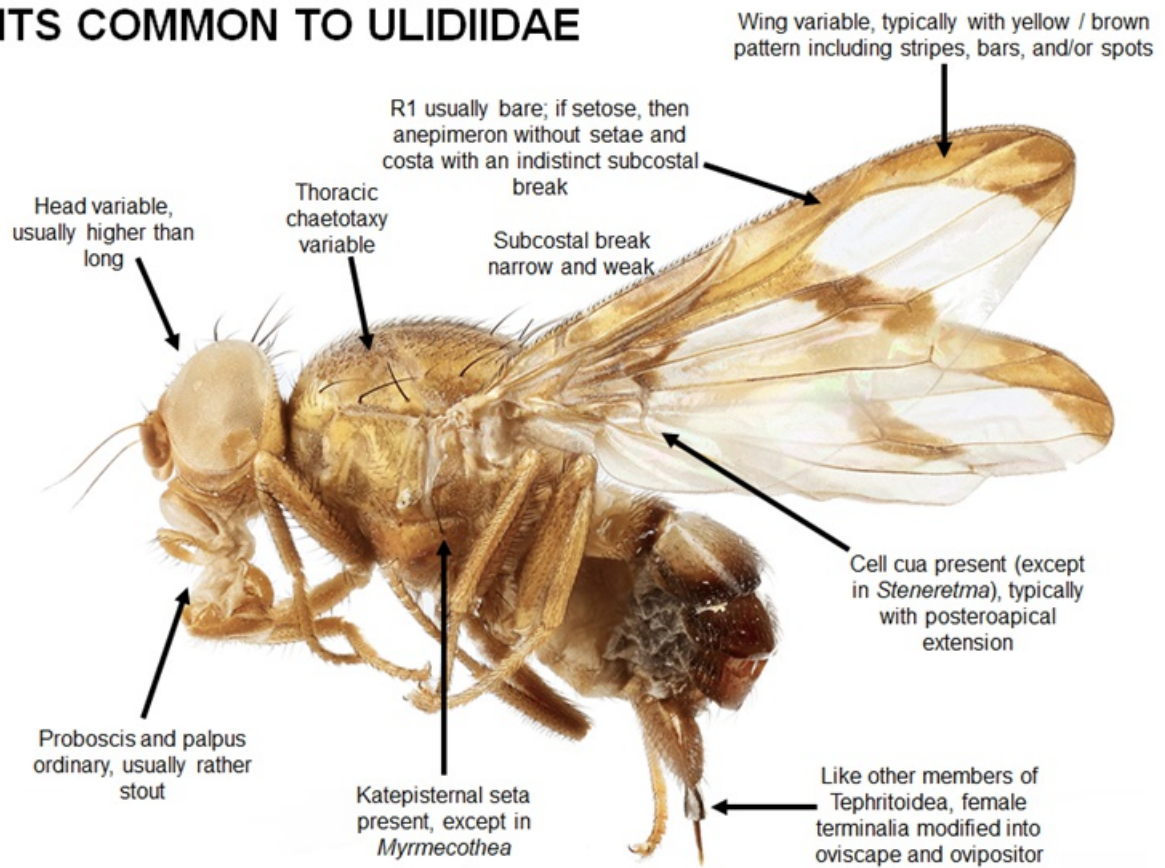 ITS COMMON TO ULIDIIDAE
Wing variable, typically with yellow / brown
pattern including stripes, bars, and/or spots
R1 usually bare; if setose, then
anepimeron without setae and
costa with an indistinct subcostal
break
Thoracic
chaetotaxy
variable
Head variable,
usually higher than
long
Subcostal break
narrow and weak
Cell cua present (except
in Steneretma), typically
with posteroapical
extension
Proboscis and palpus
ordinary, usually rather
stout
Katepisternal seta
present, except in
Myrmecothea
Like other members of
Tephritoidea, female
terminalia modified into
oviscape and ovipositor